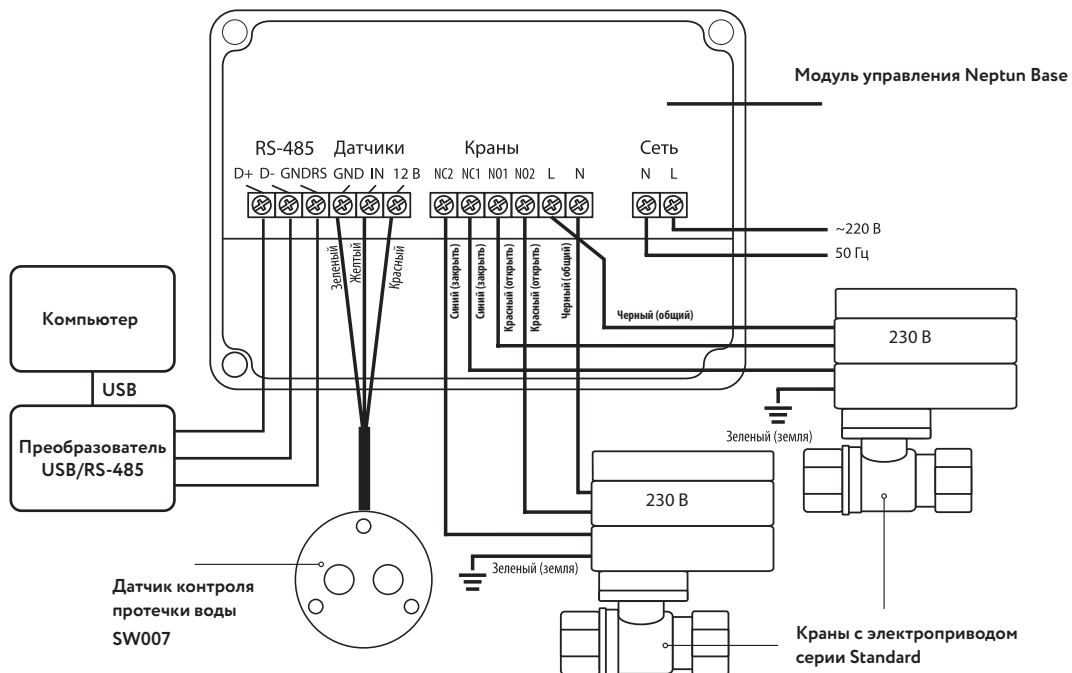 Модуль управления Neptun Base
RS-485 Датчики Краны Сеть
D+ D- GNDRS GND IN 12 В NC2 NC1 NO1 NO2 L N N L
~220 В
50 Гц
Зеленый
Желтый
Красный
Синий (закрыть)
Синий (закрыть)
Красный (открыть)
Красный (открыть)
Черный (общий)
Черный (общий)
230 В
Зеленый (земля)
Компьютер
USB
Преобразователь
USB/RS-485
230 В
Зеленый (земля)
Датчик контроля
протечки воды
SW007
Краны с электроприводом
серии Standard